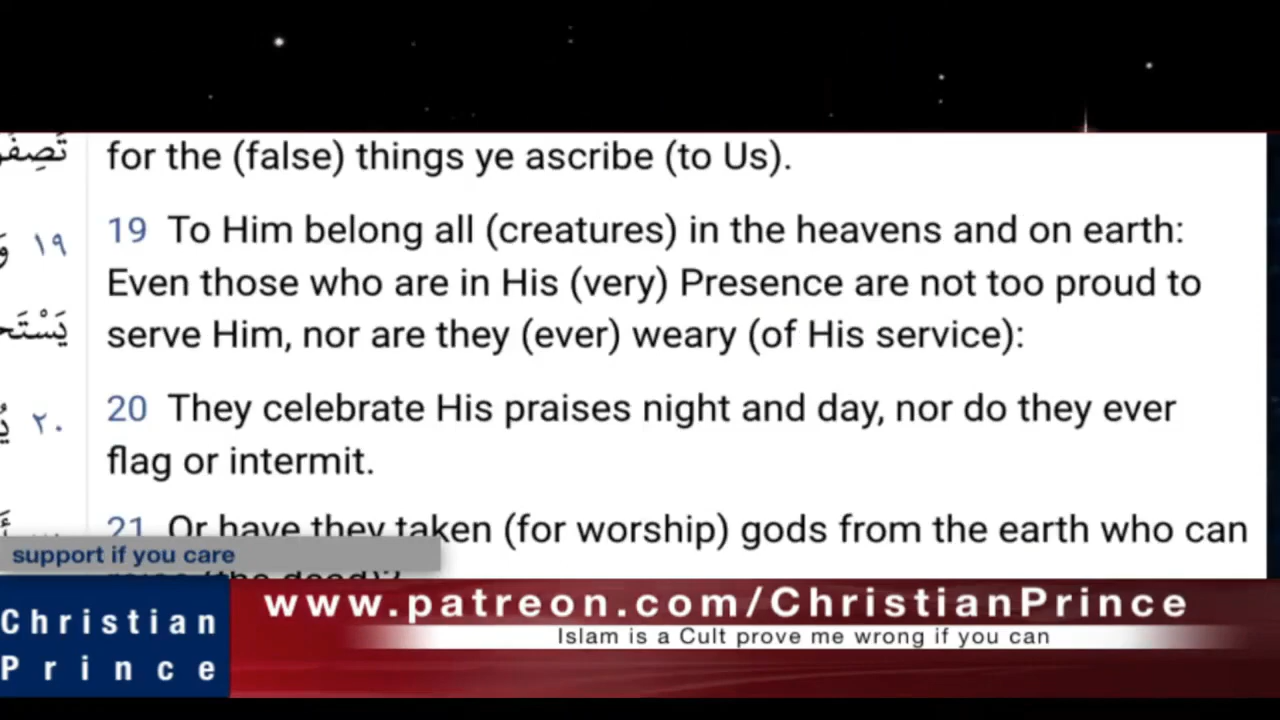 for the (false) things ye ascribe (to Us).
١٩
19 To Him belong all (creatures) in the heavens and on earth:
Even those who are in His (very) Presence are not too proud to
serve Him, nor are they (ever) weary (of His service):
٢٠
20 They celebrate His praises night and day, nor do they ever
flag or intermit.
21 Or have they taken (for worship) gods from the earth who can
(the dead)?
support if you care
Christian
Prince
www.patreon.com/ChristianPrince
Islam is a Cult prove me wrong if you can